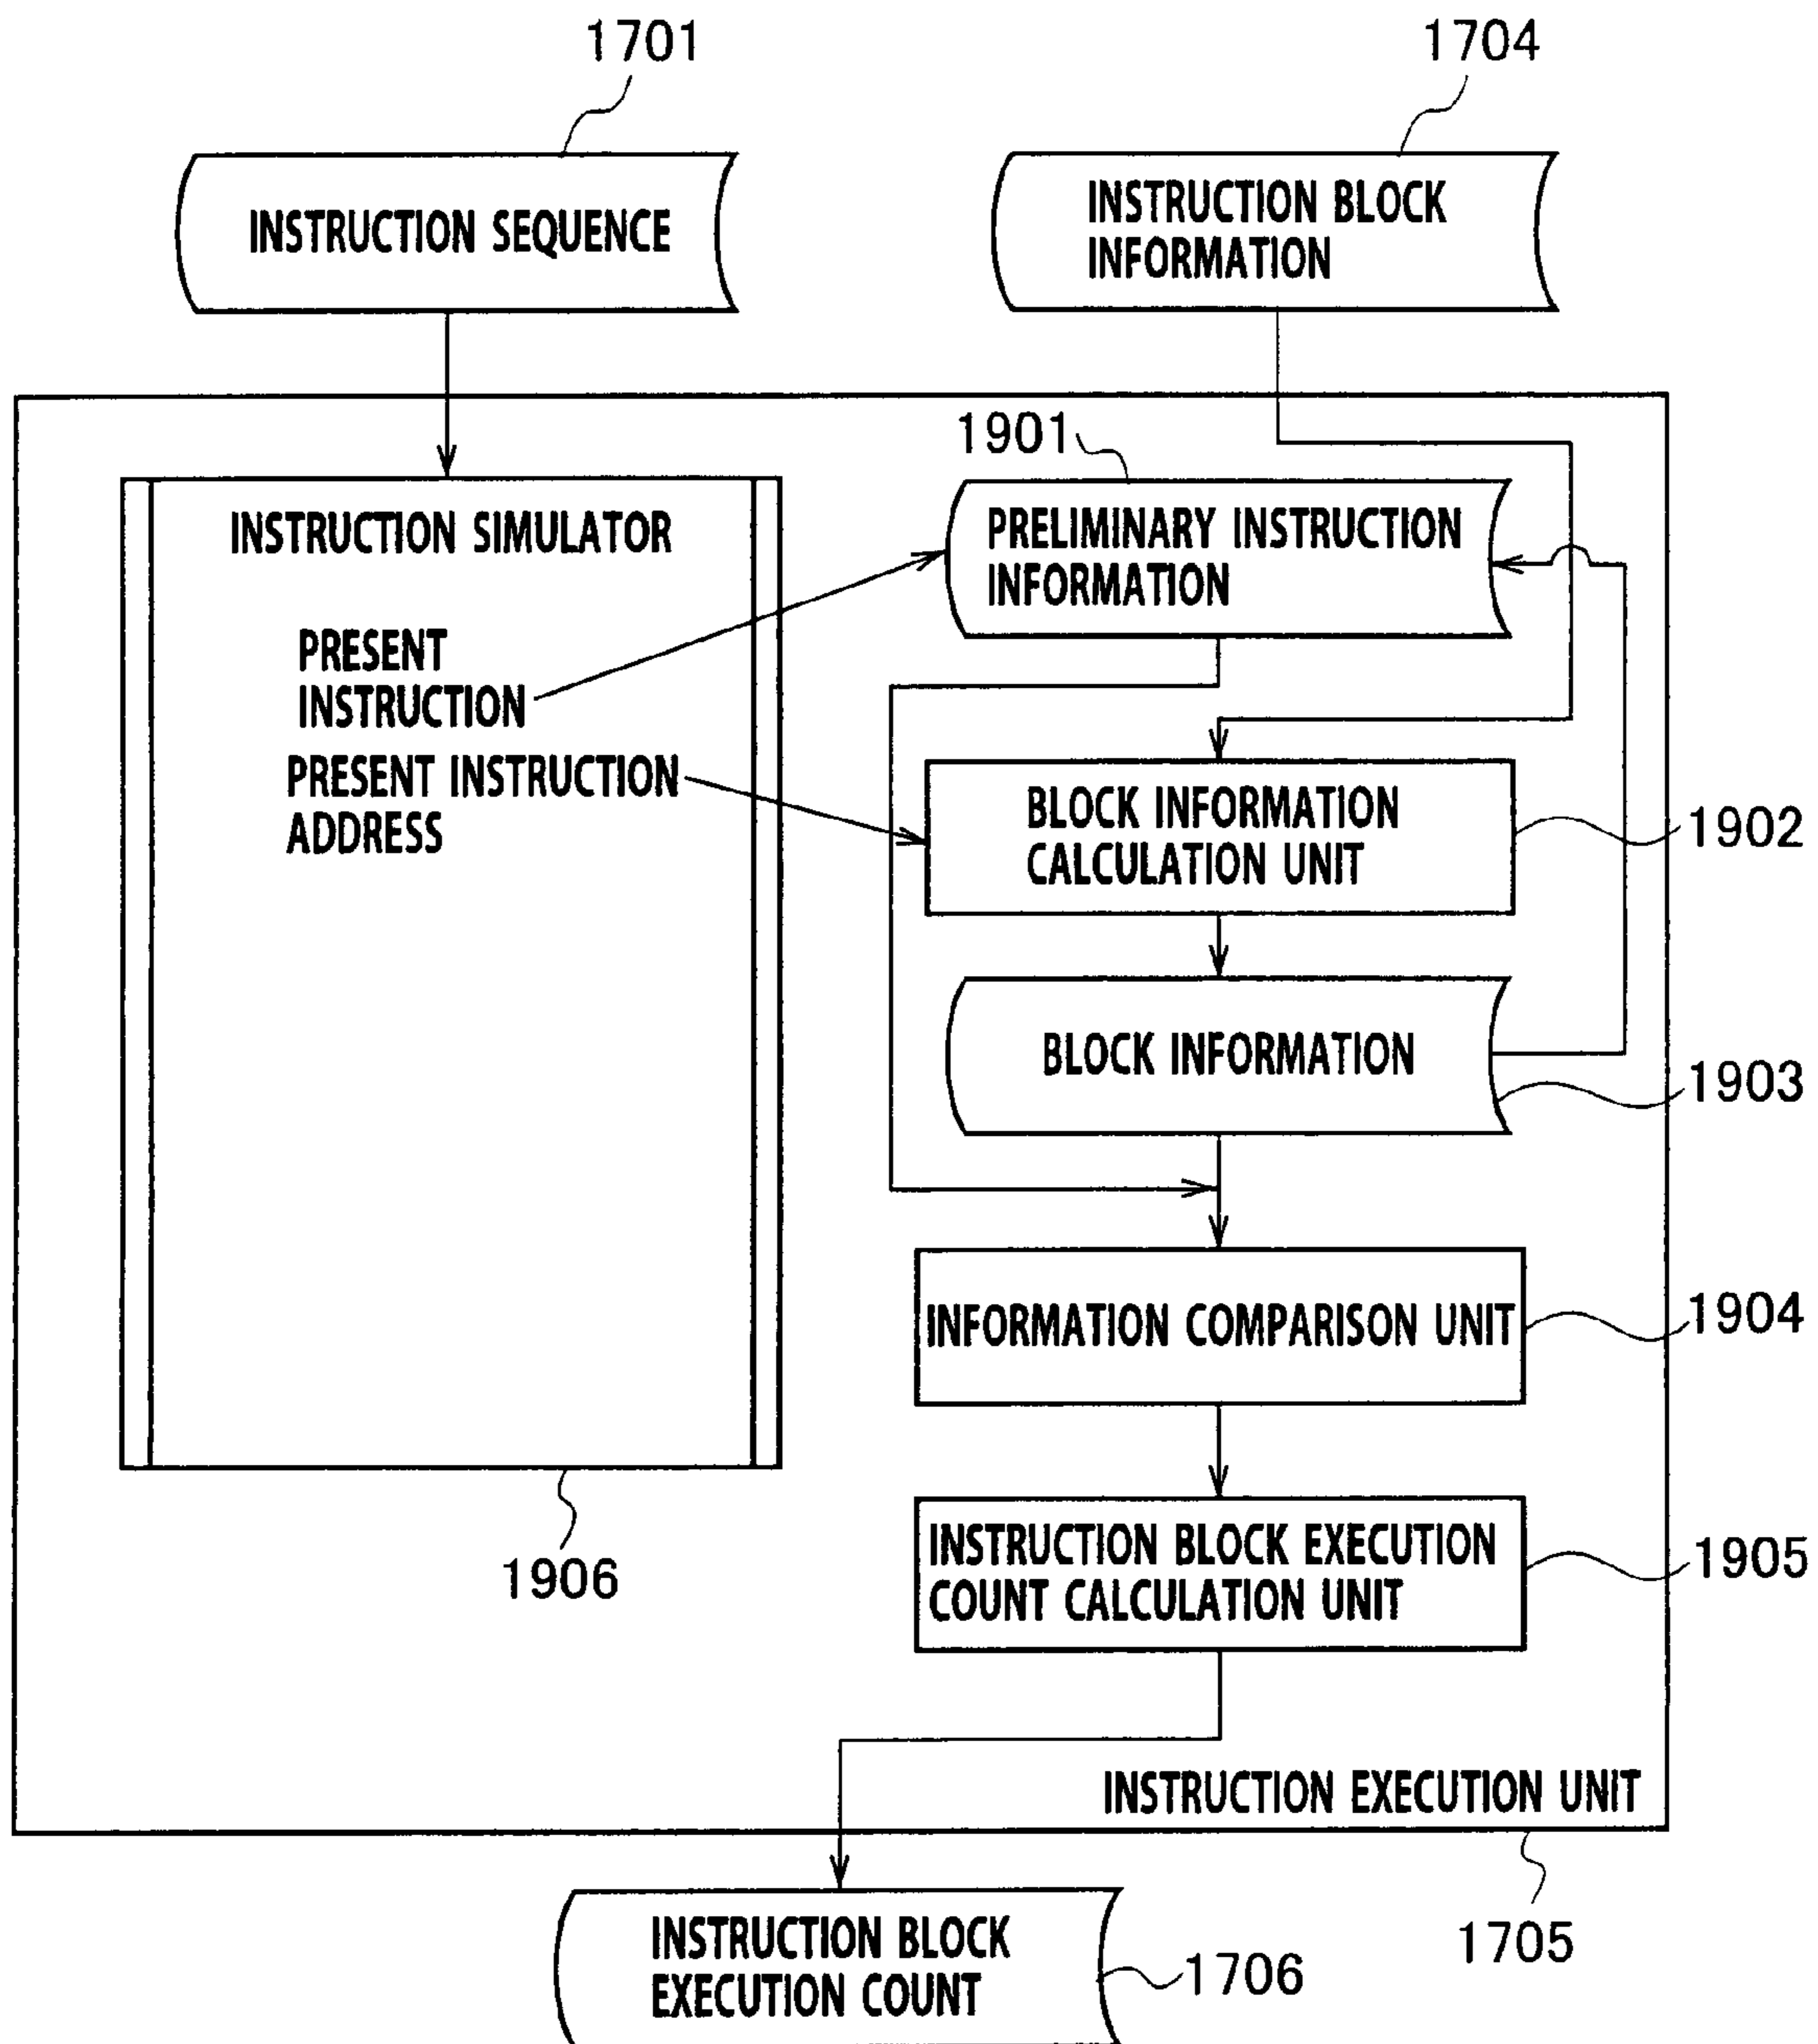 1701
1704
INSTRUCTION SEQUENCE
INSTRUCTION BLOCK
INFORMATION
1901
INSTRUCTION SIMULATOR
PRELIMINARY INSTRUCTION
INFORMATION
PRESENT
INSTRUCTION
PRESENT INSTRUCTION
ADDRESS
BLOCK INFORMATION
CALCULATION UNIT
1902
BLOCK INFORMATION
1903
INFORMATION COMPARISON UNIT
1904
INSTRUCTION BLOCK EXECUTION
COUNT CALCULATION UNIT
1905
1906
INSTRUCTION EXECUTION UNIT
1705
INSTRUCTION BLOCK
EXECUTION COUNT
1706